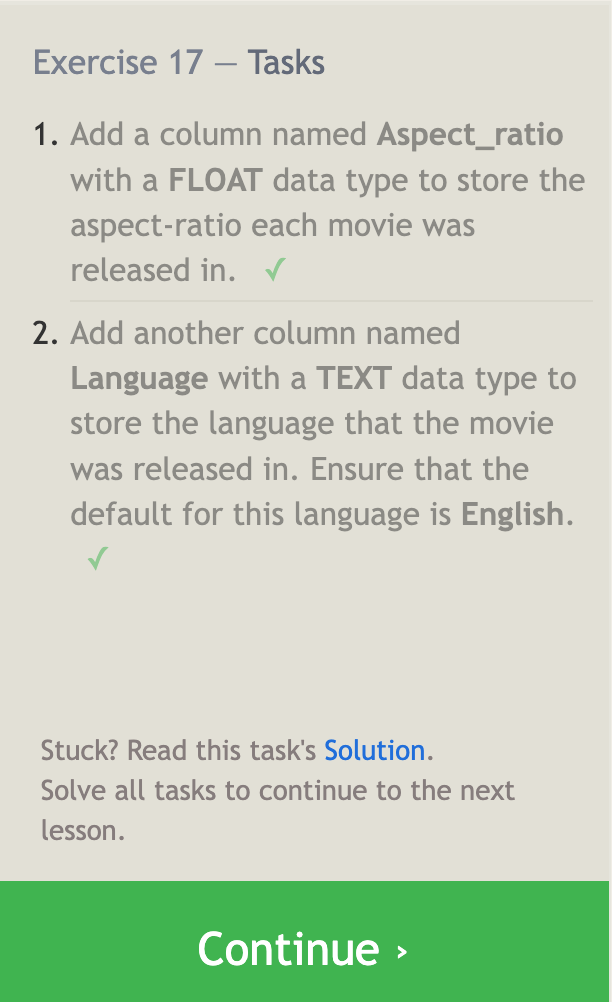 Exercise 17 — Tasks
1. Add a column named Aspect_ratio
with a FLOAT data type to store the
aspect-ratio each movie was
released in. ✓
2. Add another column named
Language with a TEXT data type to
store the language that the movie
was released in. Ensure that the
default for this language is English.
✓
Stuck? Read this task's Solution.
Solve all tasks to continue to the next
lesson.
Continue ›